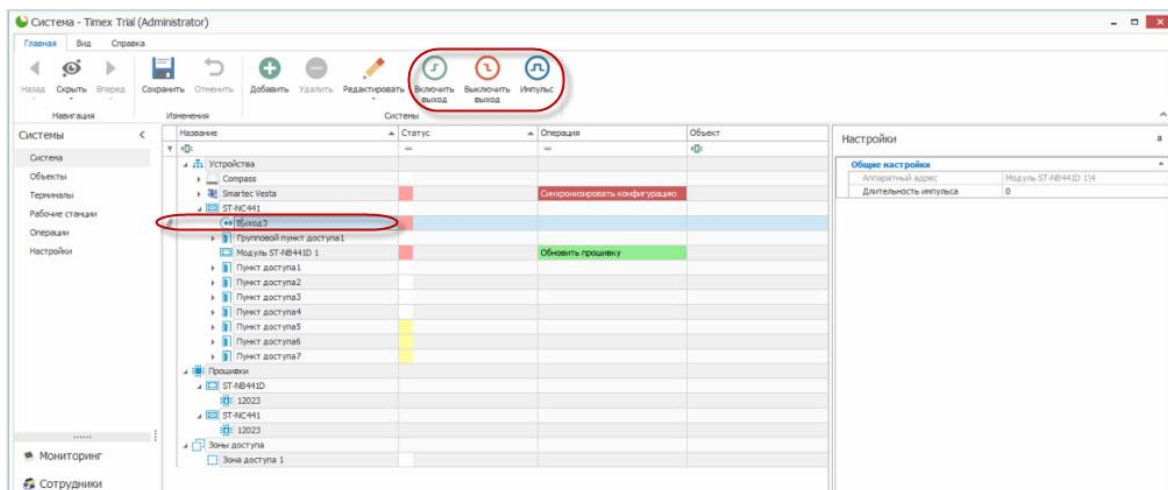 Система - Timex Trial (Administrator)
Главная Вид Справка
Назад Скрыть Вперед Сохранить Отменить Добавить Удалить Редактировать Включить выход Выключить выход Импульс
Навигация Изменения Системы
Системы
Система
Объекты
Терминалы
Рабочие станции
Операции
Настройки
Мониторинг
Сотрудники
Название Статус Операция Объект
= =
Устройства
Compass
Smartec Vesta Синхронизировать конфигурацию
ST-NC441
Выход3
Групповой пункт доступа1
Модуль ST-NB441D 1 Обновить прошивку
Пункт доступа1
Пункт доступа2
Пункт доступа3
Пункт доступа4
Пункт доступа5
Пункт доступа6
Пункт доступа7
Прошивки
ST-NB441D
12023
ST-NC441
12023
Зоны доступа
Зона доступа 1
Настройки
Общие настройки
Аппаратный адрес Модуль ST-NB441D 1\4
Длительность импульса 0